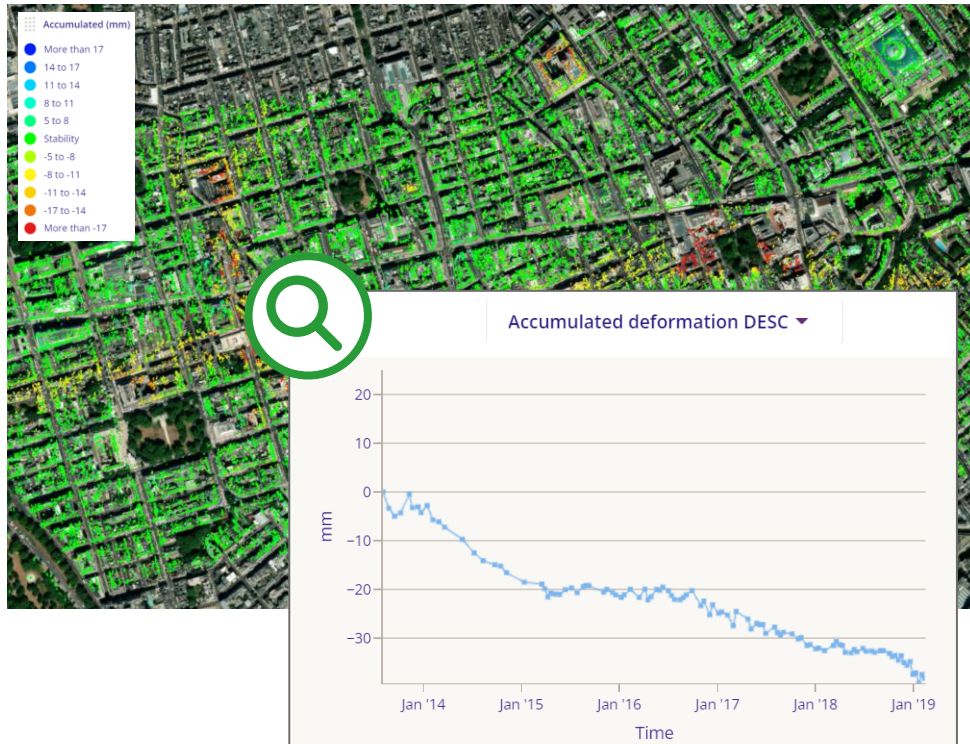 Accumulated (mm)
More than 17
14 to 17
11 to 14
8 to 11
5 to 8
Stability
-5 to -8
-8 to -11
-11 to -14
-17 to -14
More than -17
Accumulated deformation DESC
20
10
0
−10
−20
−30
mm
Jan '14 Jan '15 Jan '16 Jan '17 Jan '18 Jan '19
Time